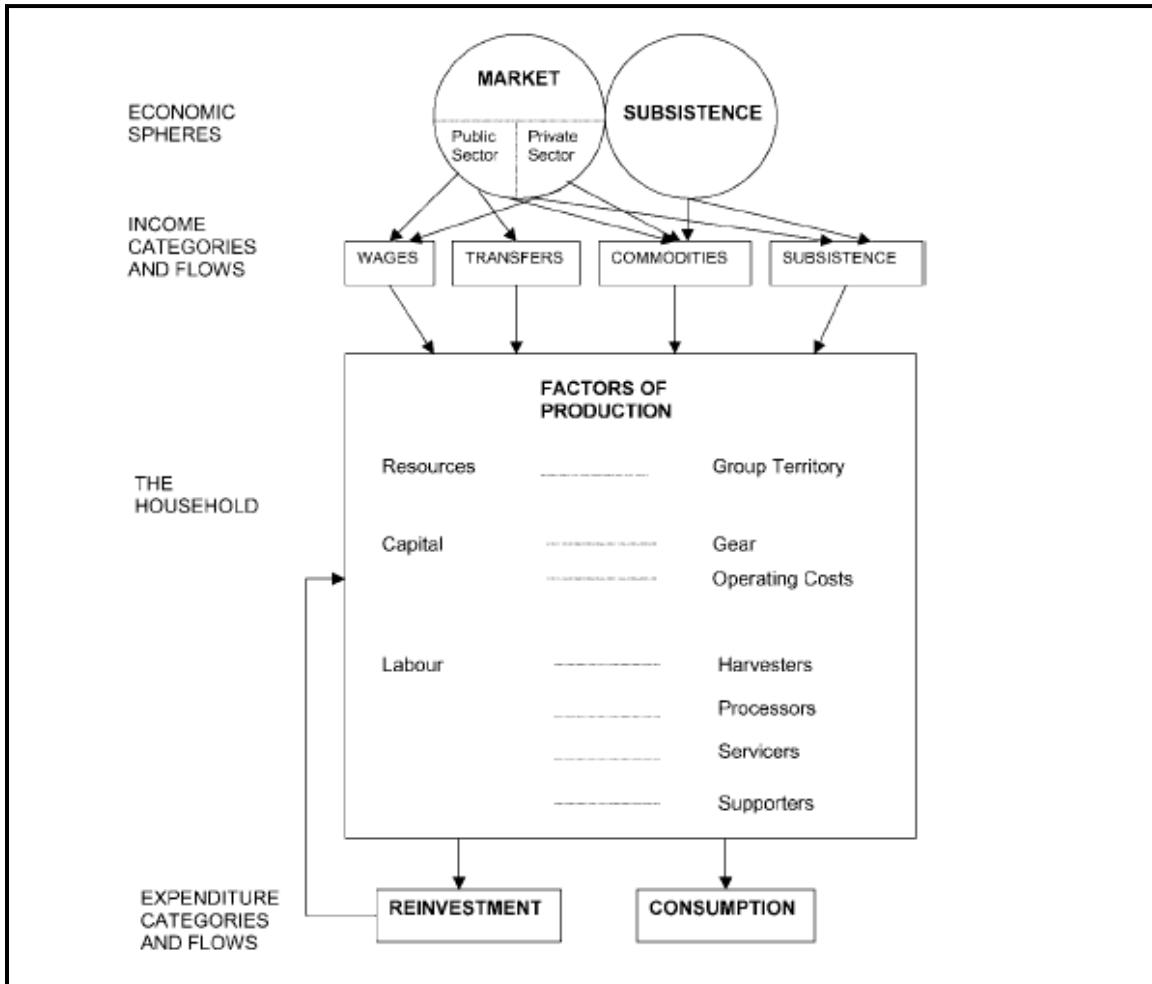 MARKET
SUBSISTENCE
ECONOMIC
SPHERES
Public
Sector
Private
Sector
INCOME
CATEGORIES
AND FLOWS
WAGES
TRANSFERS
COMMODITIES
SUBSISTENCE
FACTORS OF
PRODUCTION
THE
HOUSEHOLD
Resources
Group Territory
Capital
Gear
Operating Costs
Labour
Harvesters
Processors
Servicers
Supporters
EXPENDITURE
CATEGORIES
AND FLOWS
REINVESTMENT
CONSUMPTION